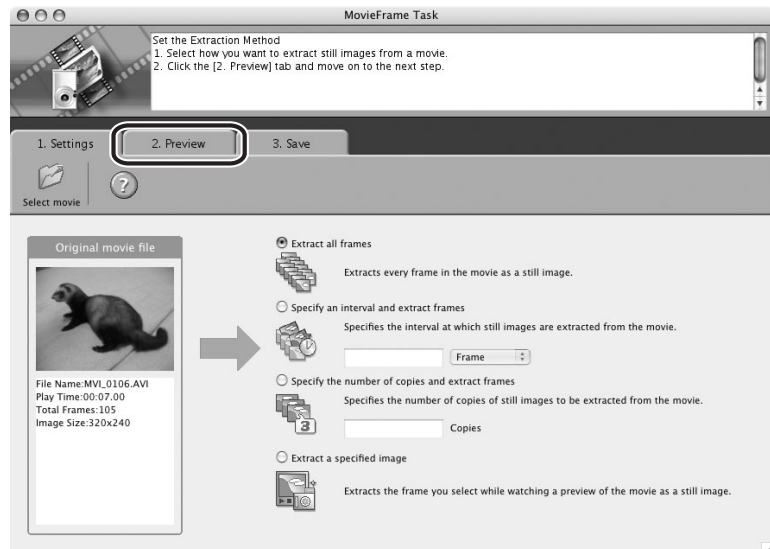 MovieFrame Task
Set the Extraction Method
1. Select how you want to extract still images from a movie.
2. Click the [2. Preview] tab and move on to the next step.
1. Settings
2. Preview
3. Save
Select movie
?
Original movie file
File Name:MVI_0106.AVI
Play Time:00:07.00
Total Frames:105
Image Size:320x240
Extract all frames
Extracts every frame in the movie as a still image.
Specify an interval and extract frames
Specifies the interval at which still images are extracted from the movie.
Frame
Specify the number of copies and extract frames
Specifies the number of copies of still images to be extracted from the movie.
3
Copies
Extract a specified image
Extracts the frame you select while watching a preview of the movie as a still image.